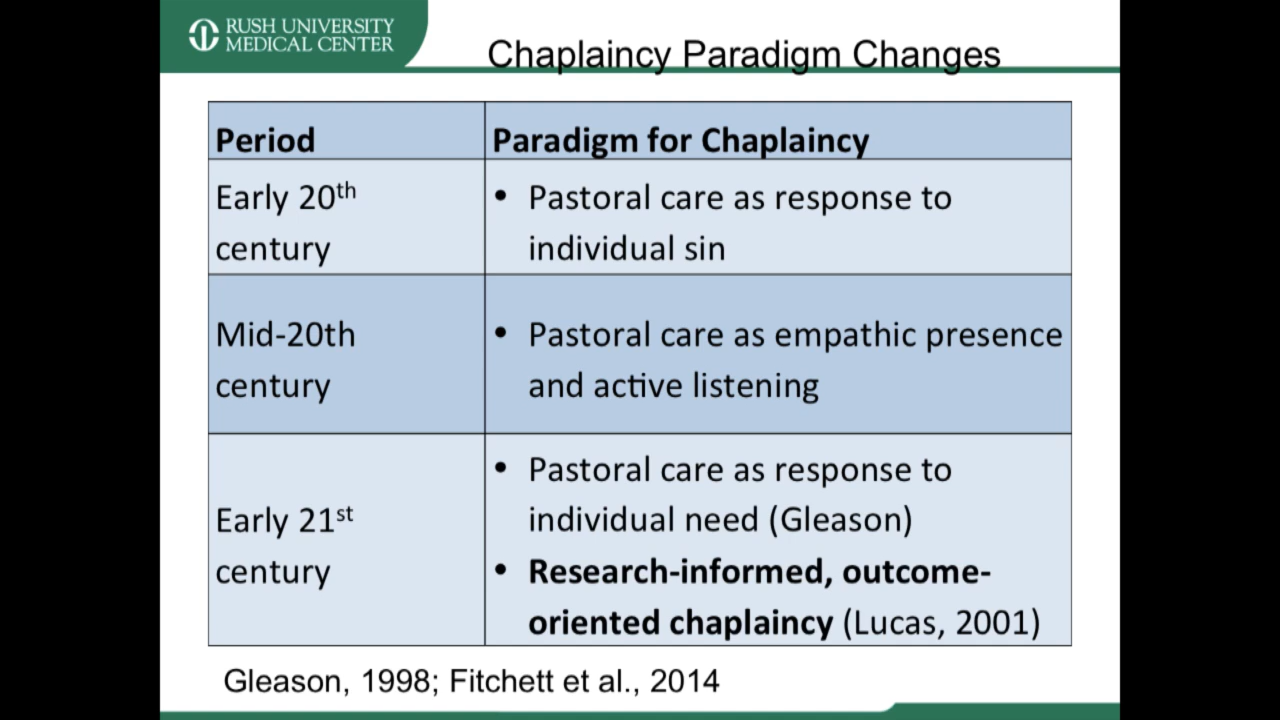 RUSH UNIVERSITY
MEDICAL CENTER
Chaplaincy Paradigm Changes
Period
Paradigm for Chaplaincy
Early 20th
century
• Pastoral care as response to
individual sin
Mid-20th
century
• Pastoral care as empathic presence
and active listening
Early 21st
century
• Pastoral care as response to
individual need (Gleason)
• Research-informed, outcome-
oriented chaplaincy (Lucas, 2001)
Gleason, 1998; Fitchett et al., 2014